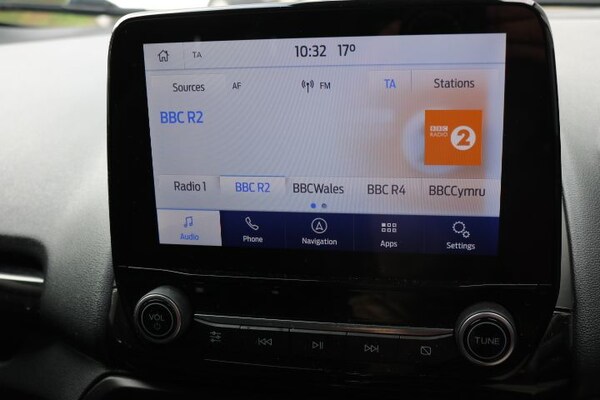 TA 10:32 17°
Sources AF FM TA Stations
BBC R2
BBC
RADIO 2
Radio 1 BBC R2 BBCWales BBC R4 BBCCymru
Audio Phone Navigation Apps Settings
VOL TUNE